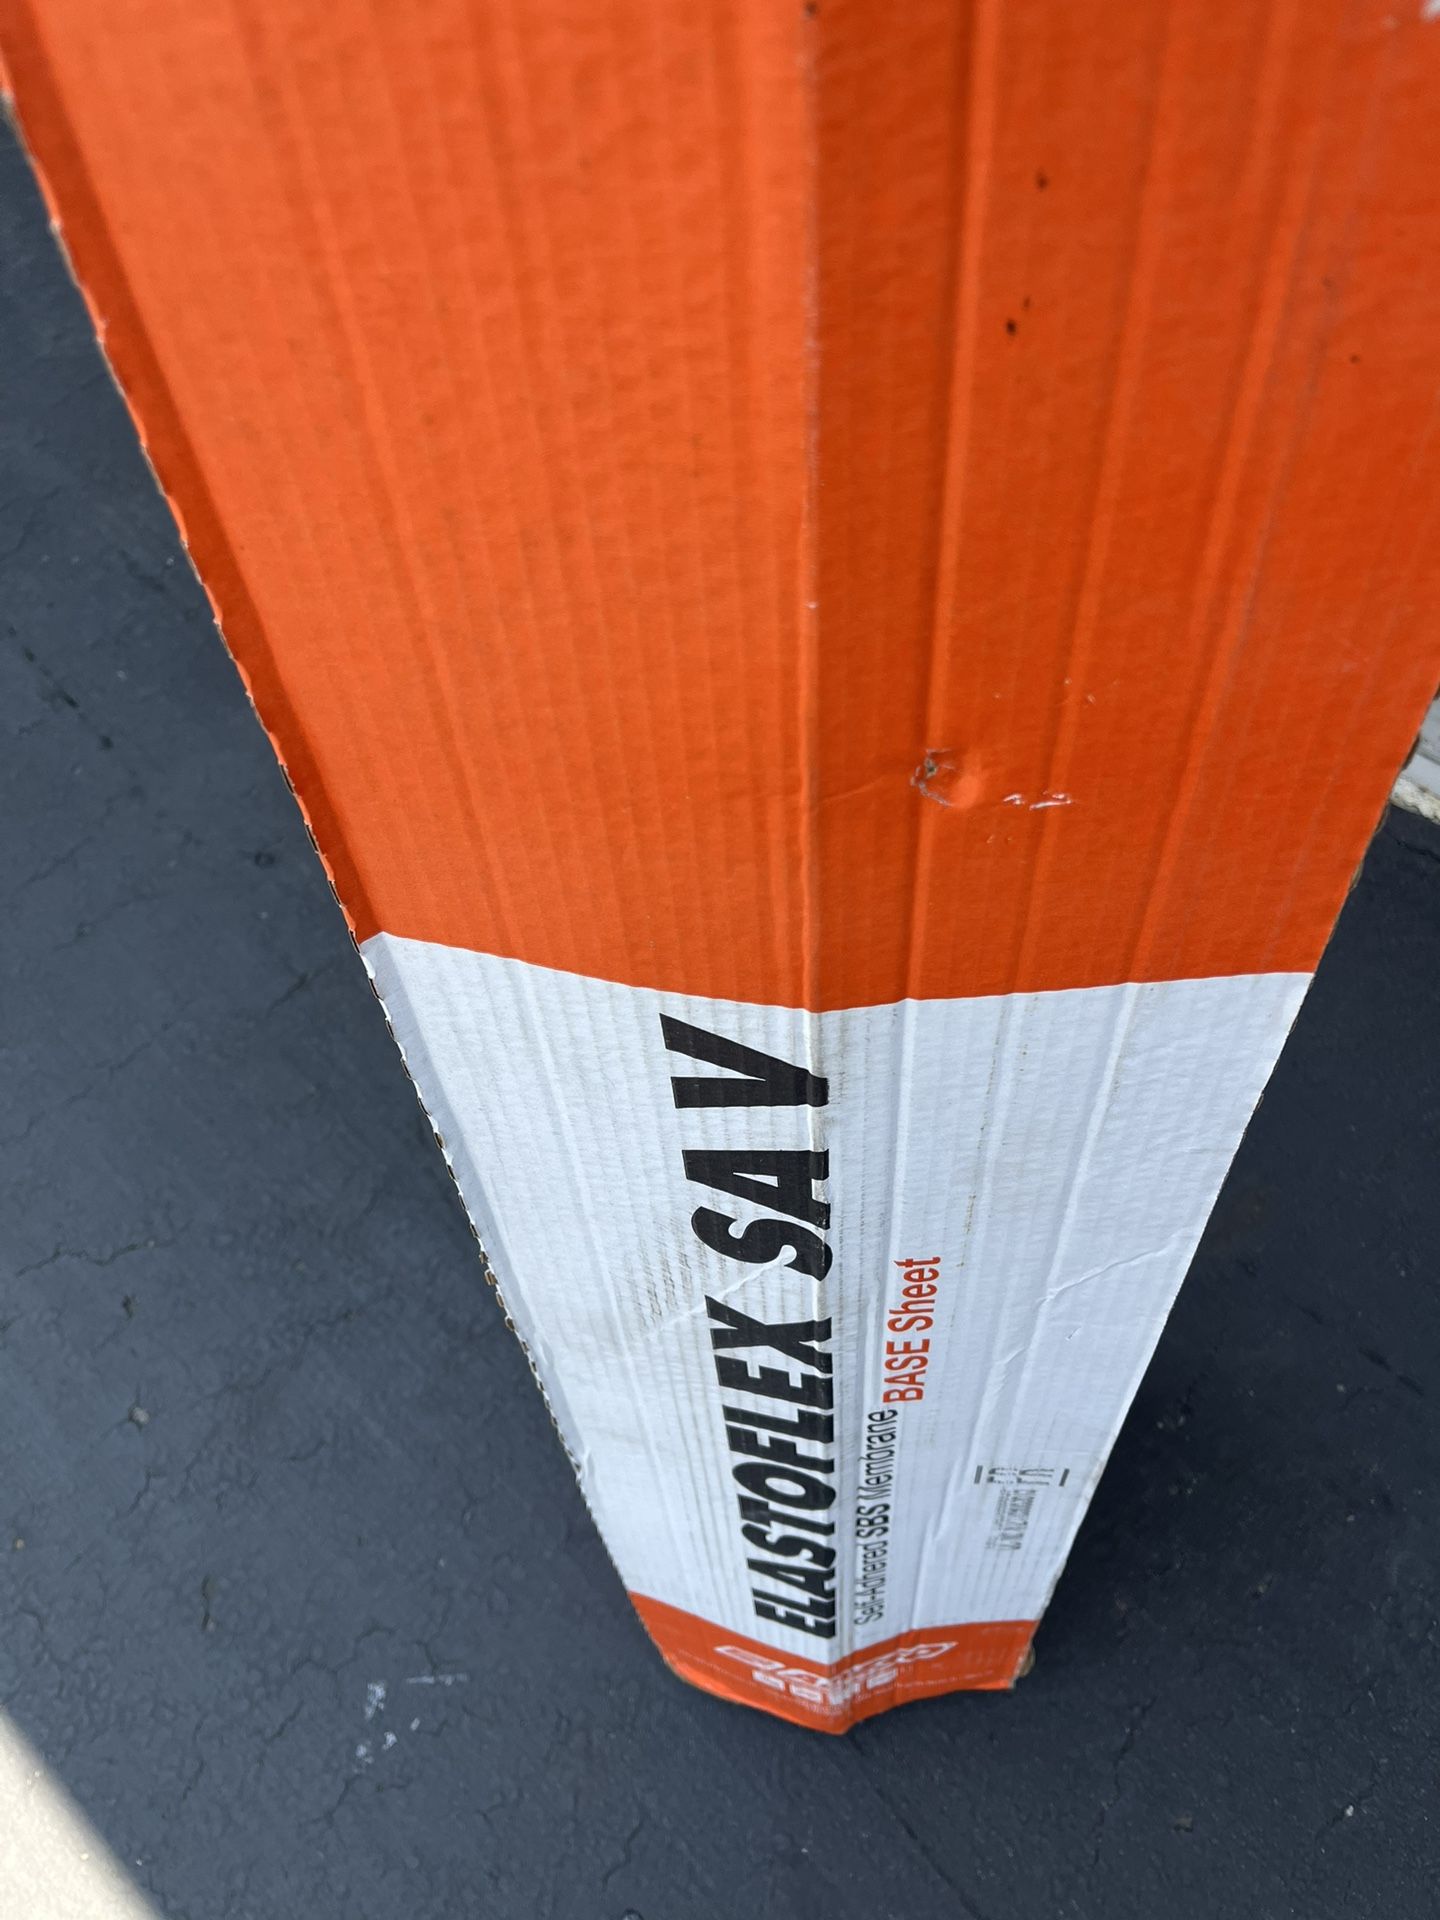 ELASTOFLEX SA V
Self-Adhered SBS Membrane
BASE Sheet